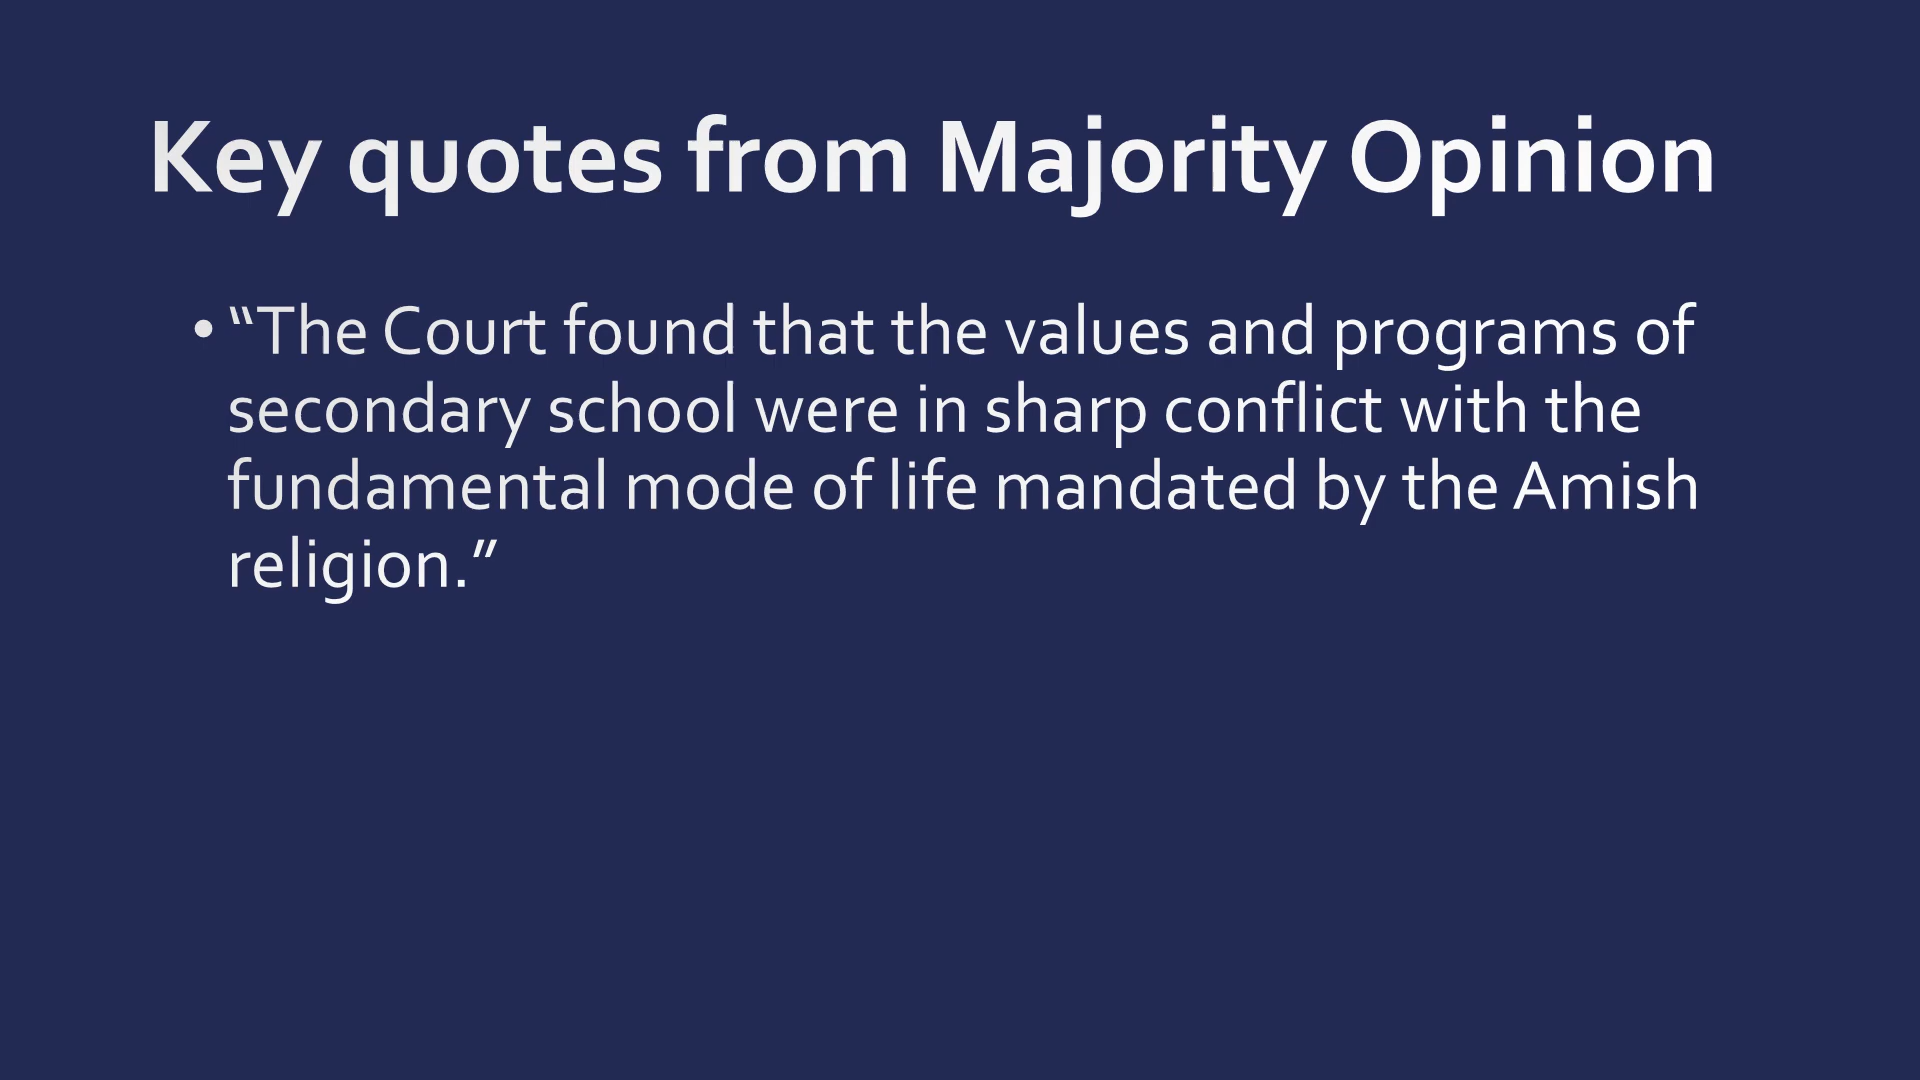 Key quotes from Majority Opinion
• “The Court found that the values and programs of
secondary school were in sharp conflict with the
fundamental mode of life mandated by the Amish
religion.”